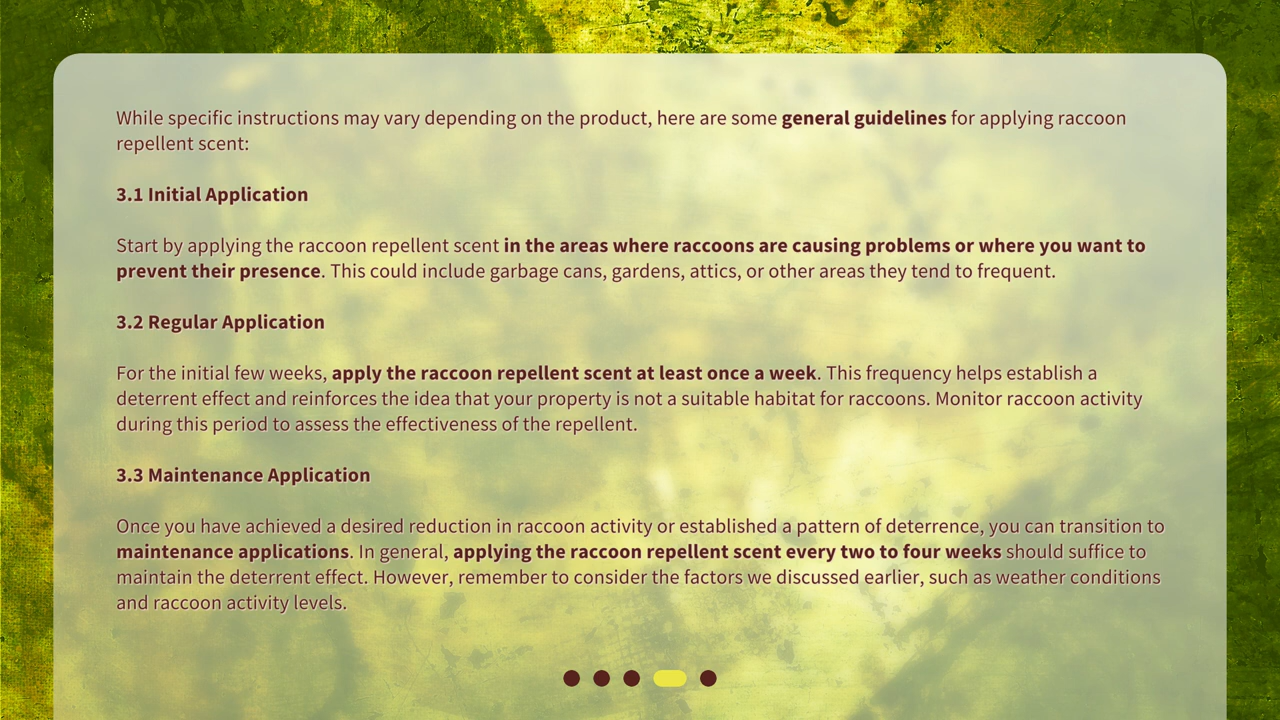 While specific instructions may vary depending on the product, here are some general guidelines for applying raccoon
repellent scent:
3.1 Initial Application
Start by applying the raccoon repellent scent in the areas where raccoons are causing problems or where you want to
prevent their presence. This could include garbage cans, gardens, attics, or other areas they tend to frequent.
3.2 Regular Application
For the initial few weeks, apply the raccoon repellent scent at least once a week. This frequency helps establish a
deterrent effect and reinforces the idea that your property is not a suitable habitat for raccoons. Monitor raccoon activity
during this period to assess the effectiveness of the repellent.
3.3 Maintenance Application
Once you have achieved a desired reduction in raccoon activity or established a pattern of deterrence, you can transition to
maintenance applications. In general, applying the raccoon repellent scent every two to four weeks should suffice to
maintain the deterrent effect. However, remember to consider the factors we discussed earlier, such as weather conditions
and raccoon activity levels.